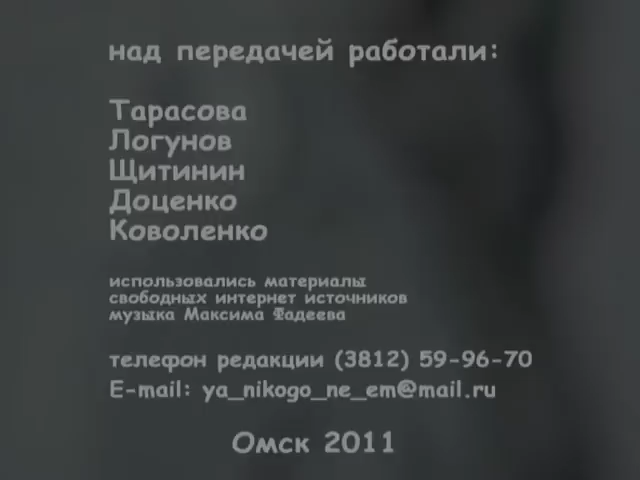 над передачей работали:
Тарасова
Логунов
Щитинин
Доценко
Коволенко
использовались материалы
свободных интернет источников
музыка Максима Фадеева
телефон редакции (3812) 59-96-70
E-mail: ya_nikogo_ne_em@mail.ru
Омск 2011